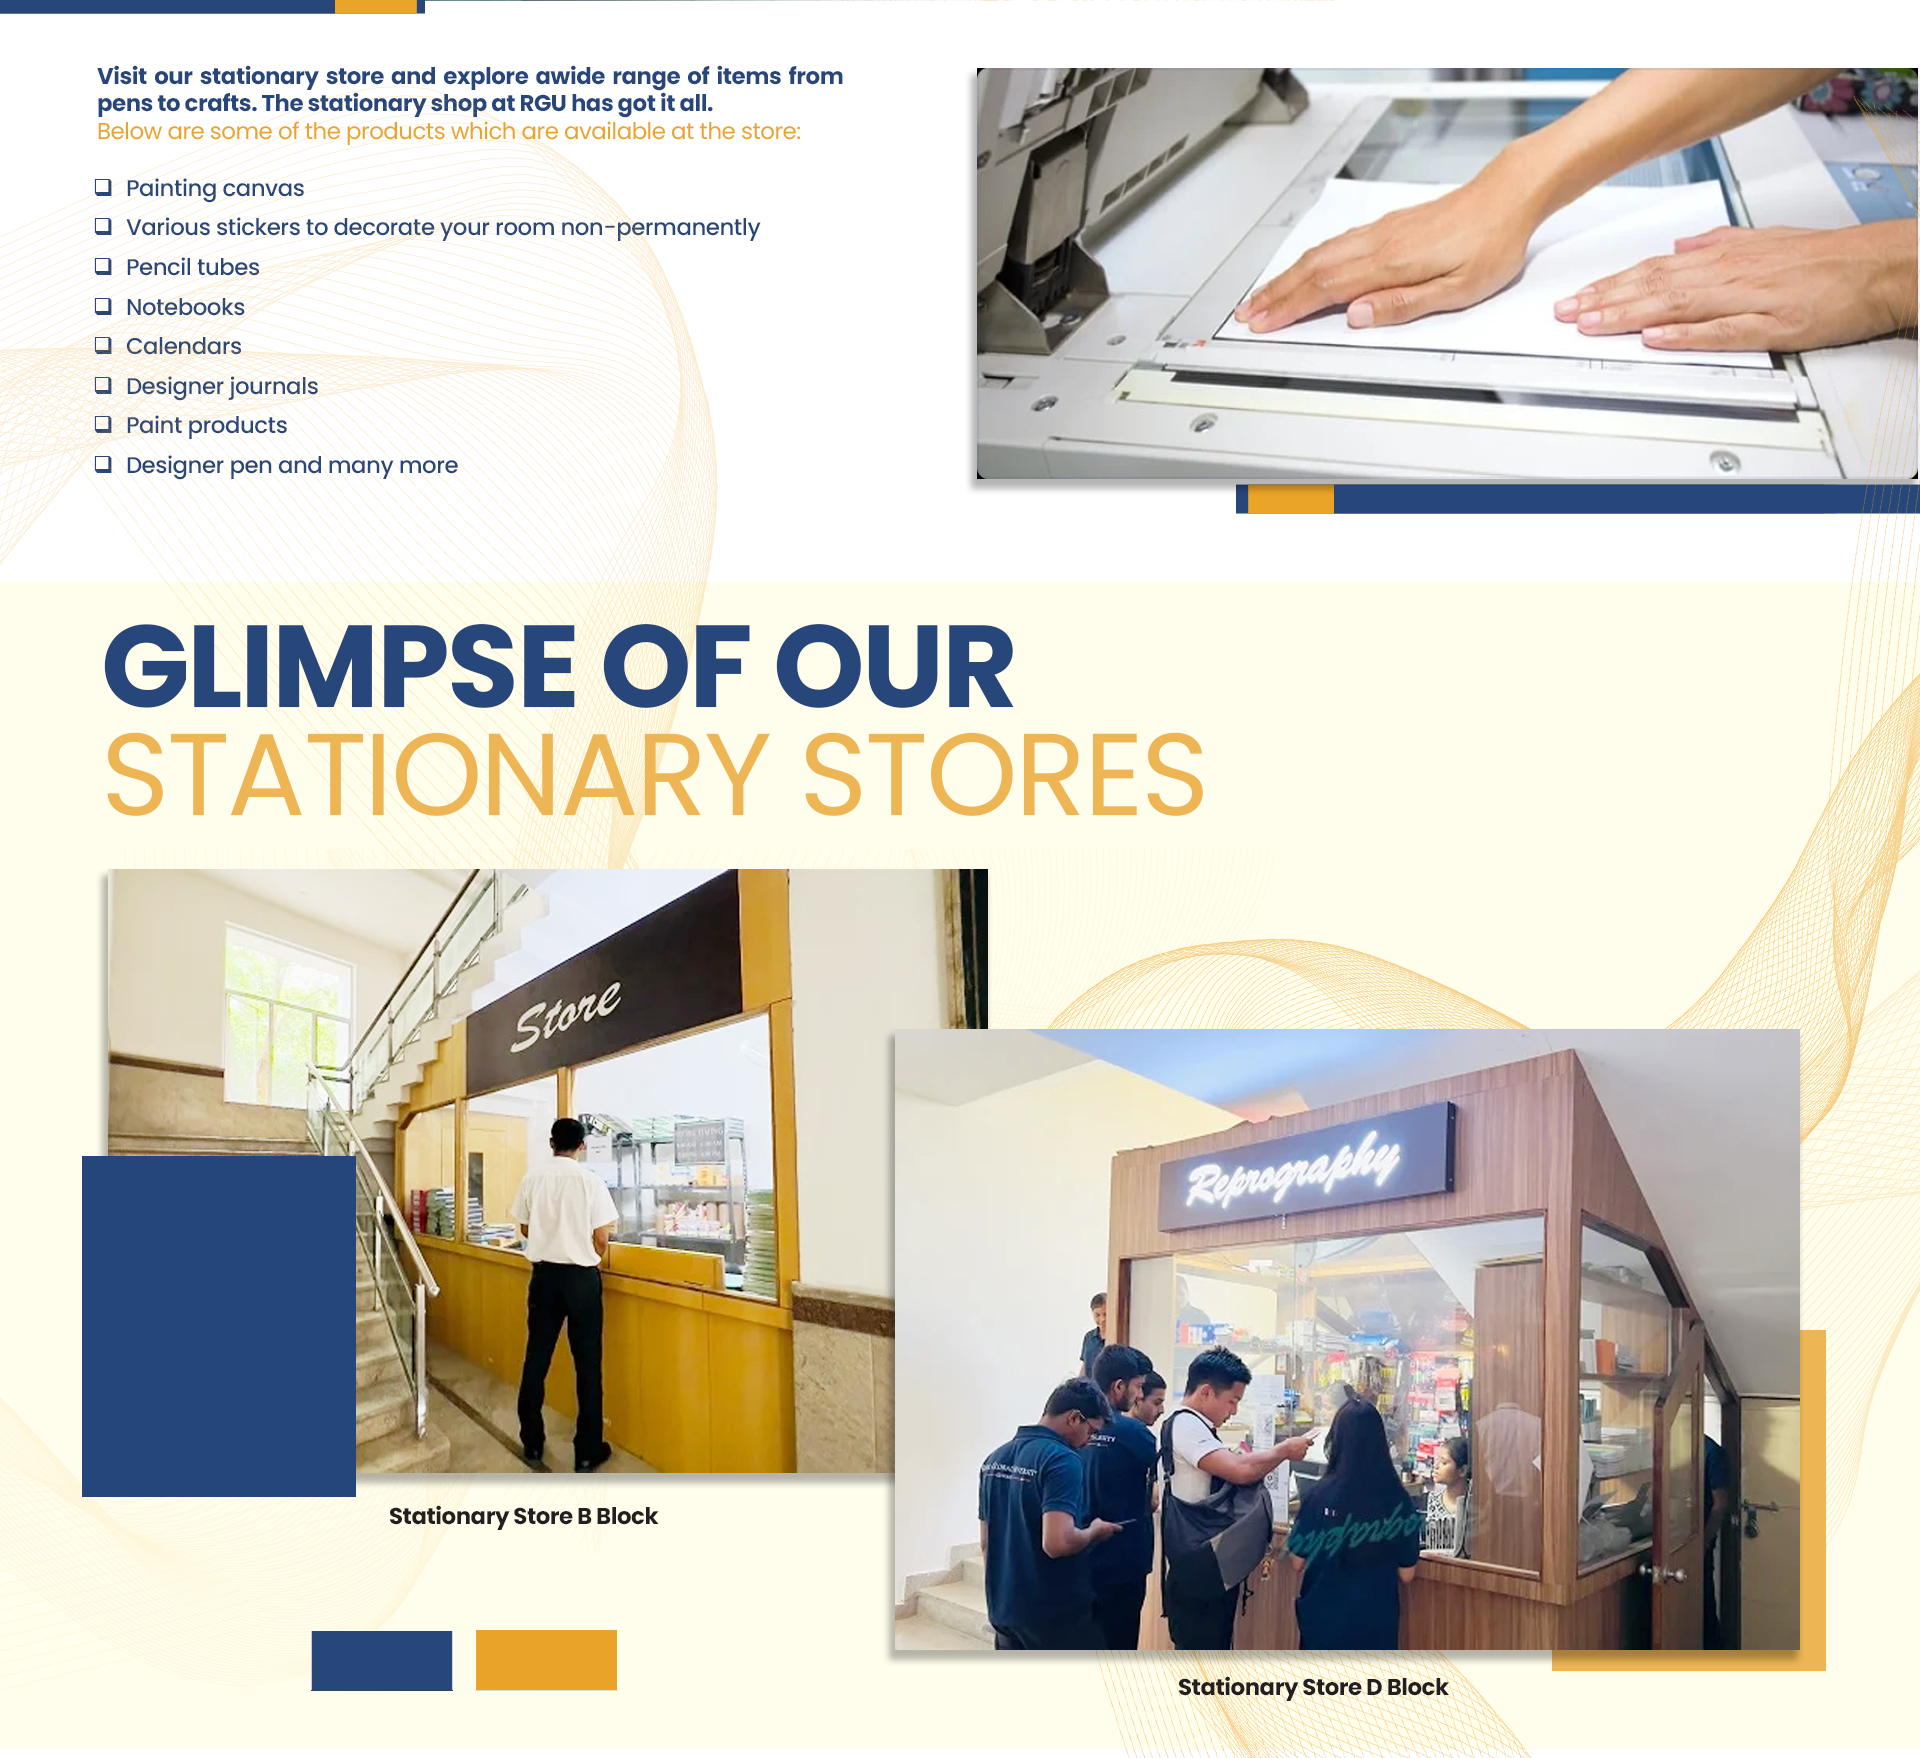 Visit our stationary store and explore awide range of items from
pens to crafts. The stationary shop at RGU has got it all.
Below are some of the products which are available at the store:
❑ Painting canvas
❑ Various stickers to decorate your room non-permanently
❑ Pencil tubes
❑ Notebooks
❑ Calendars
❑ Designer journals
❑ Paint products
❑ Designer pen and many more
GLIMPSE OF OUR
STATIONARY STORES
Store
Reprography
Stationary Store B Block
Stationary Store D Block